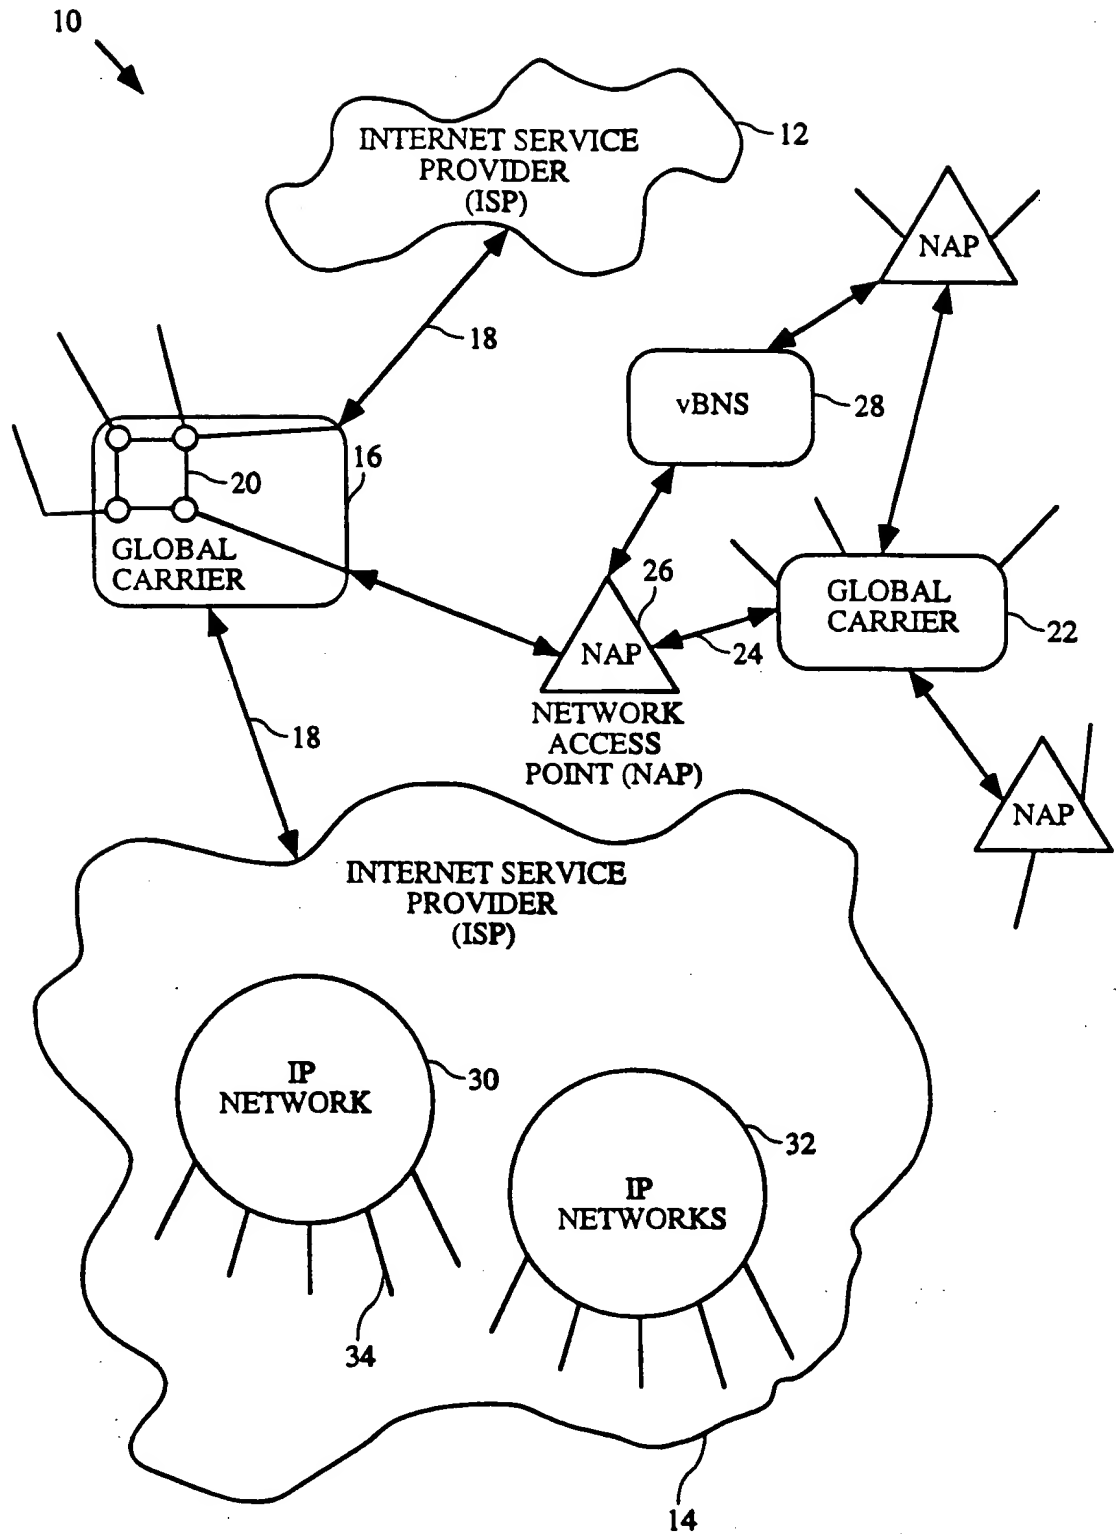 10
INTERNET SERVICE
PROVIDER
(ISP)
12
NAP
18
vBNS
28
16
20
GLOBAL
CARRIER
26
NAP
24
GLOBAL
CARRIER
22
NETWORK
ACCESS
POINT (NAP)
18
NAP
INTERNET SERVICE
PROVIDER
(ISP)
IP
NETWORK
30
32
IP
NETWORKS
34
14